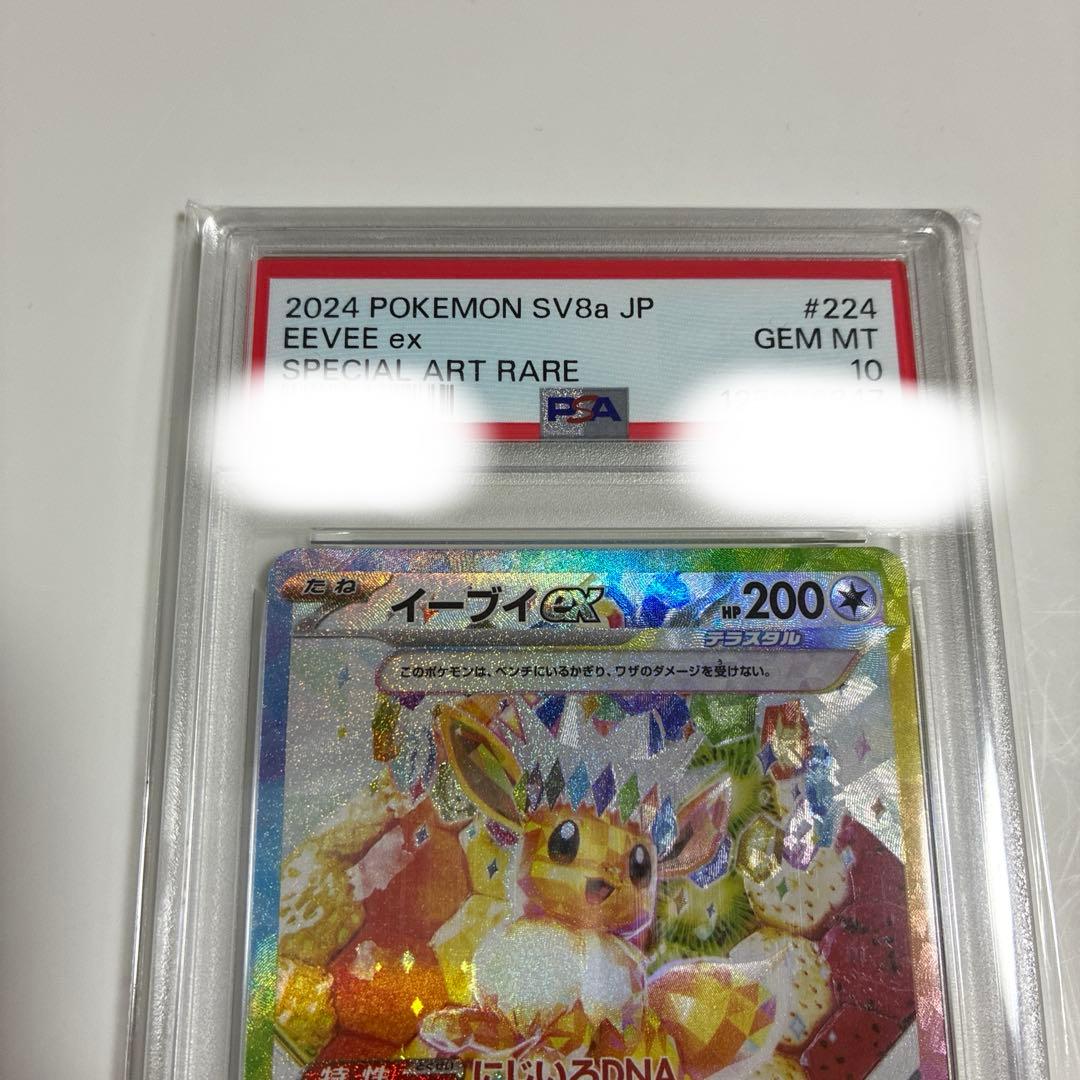 2024 POKEMON SV8a JP #224
EEVEE ex GEM MT
SPECIAL ART RARE 10
PSA
たね イーブイex HP 200
テラスタル
このポケモンは、ベンチにいるかぎり、ワザのダメージを受けない。
特性 にじいろDNA